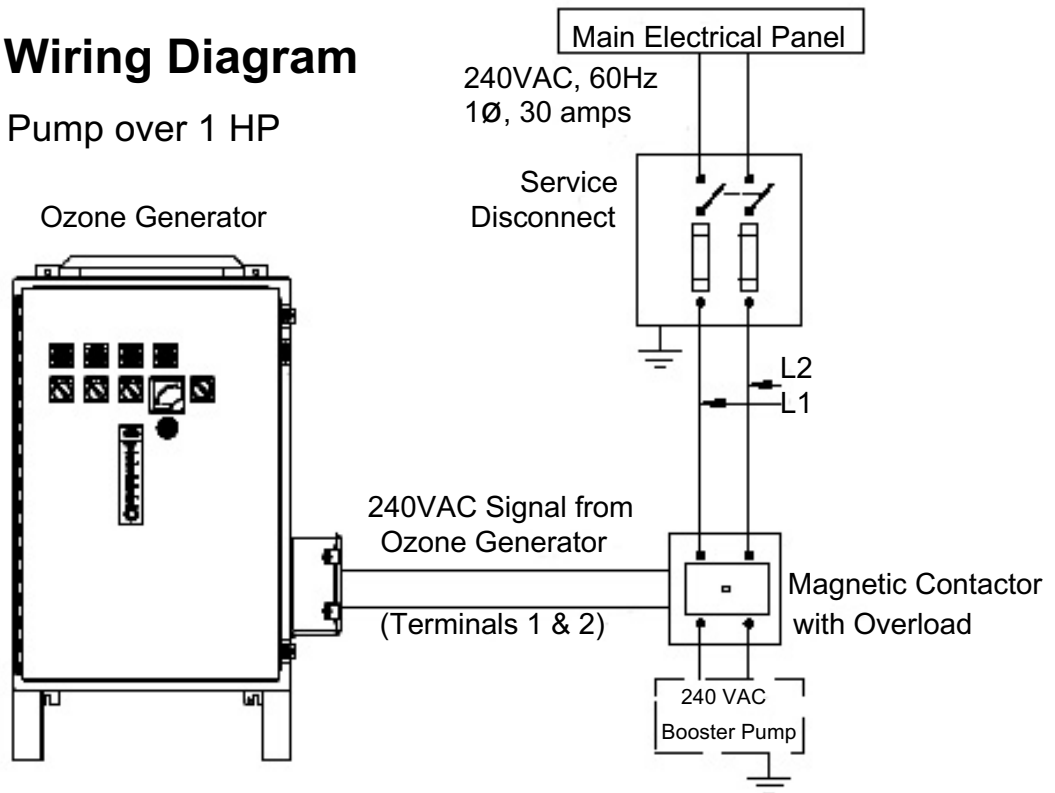 Wiring Diagram
Pump over 1 HP
Main Electrical Panel
240VAC, 60Hz
1Ø, 30 amps
Service
Disconnect
Ozone Generator
L2
L1
240VAC Signal from
Ozone Generator
(Terminals 1 & 2)
Magnetic Contactor
with Overload
240 VAC
Booster Pump